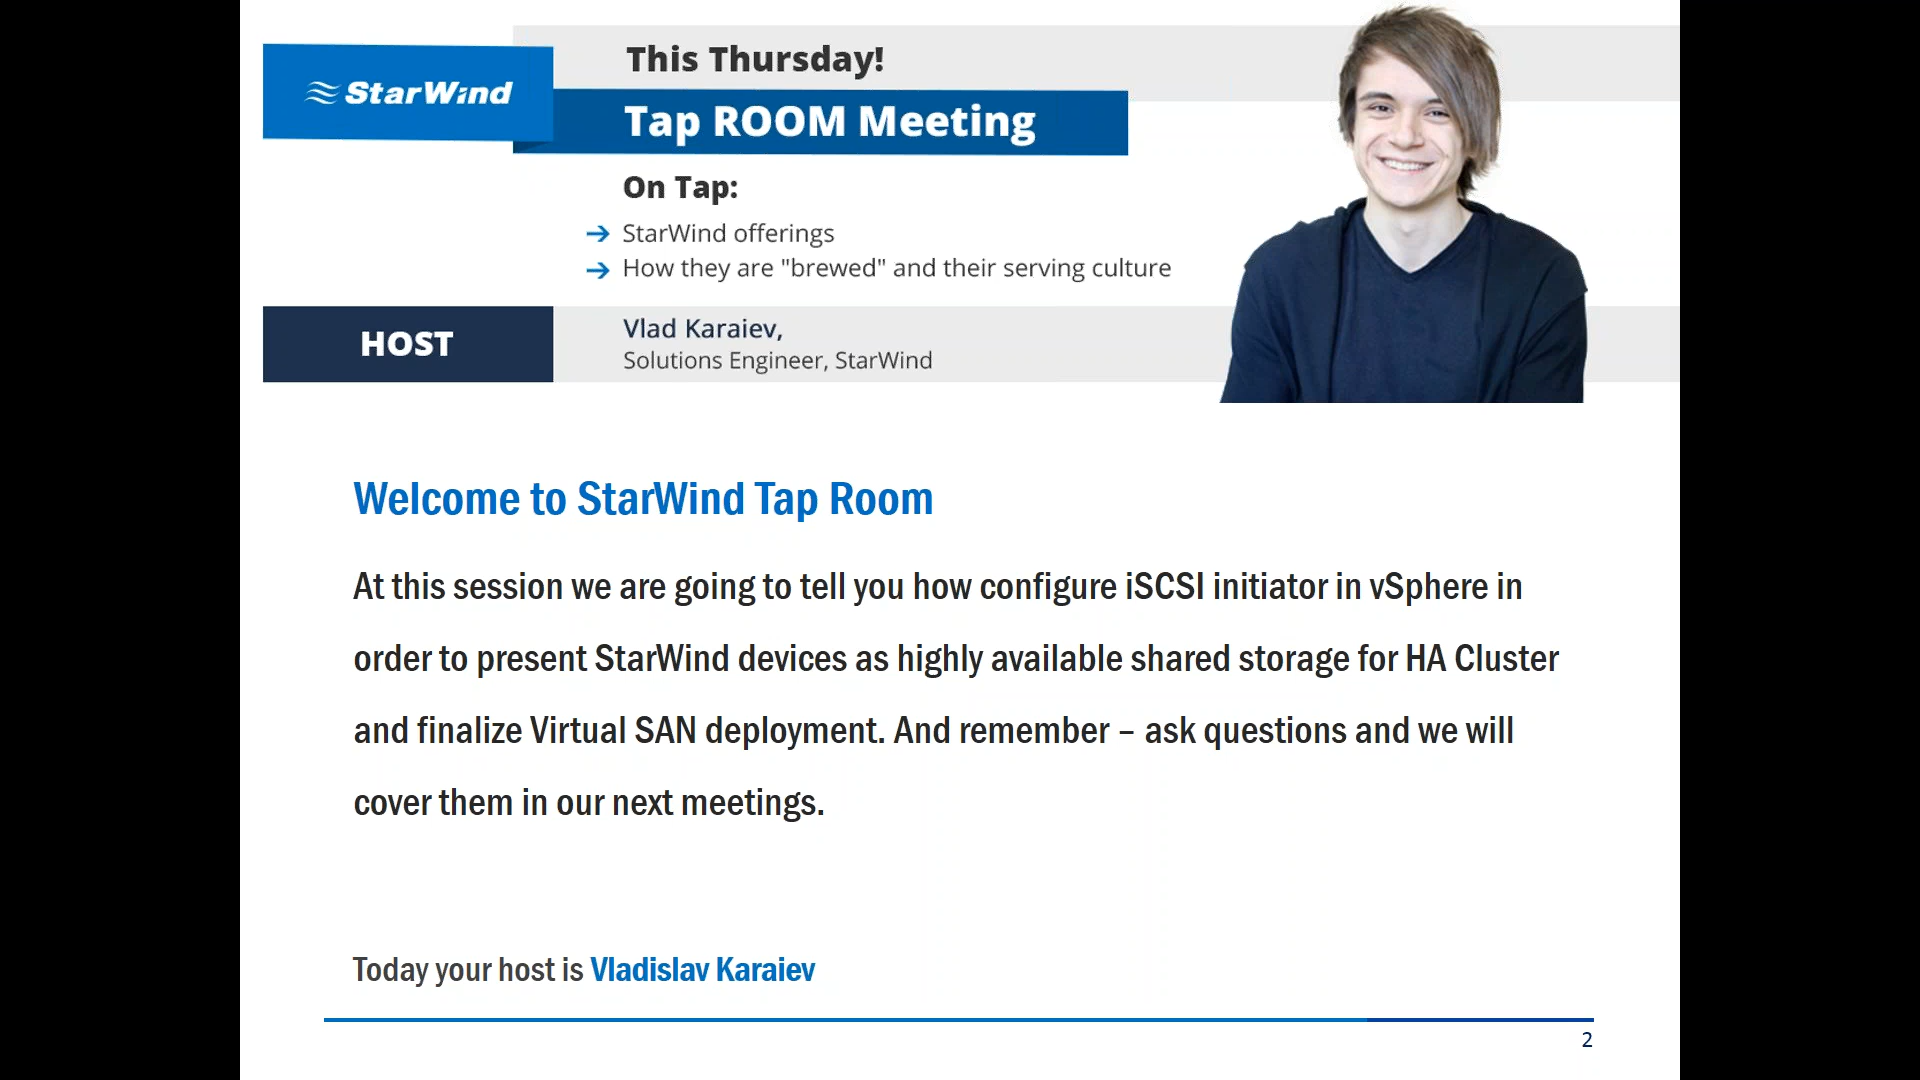 StarWind
This Thursday!
Tap ROOM Meeting
On Tap:
StarWind offerings
How they are "brewed" and their serving culture
HOST
Vlad Karaiev,
Solutions Engineer, StarWind
Welcome to StarWind Tap Room
At this session we are going to tell you how configure iSCSI initiator in vSphere in
order to present StarWind devices as highly available shared storage for HA Cluster
and finalize Virtual SAN deployment. And remember – ask questions and we will
cover them in our next meetings.
Today your host is Vladislav Karaiev
2